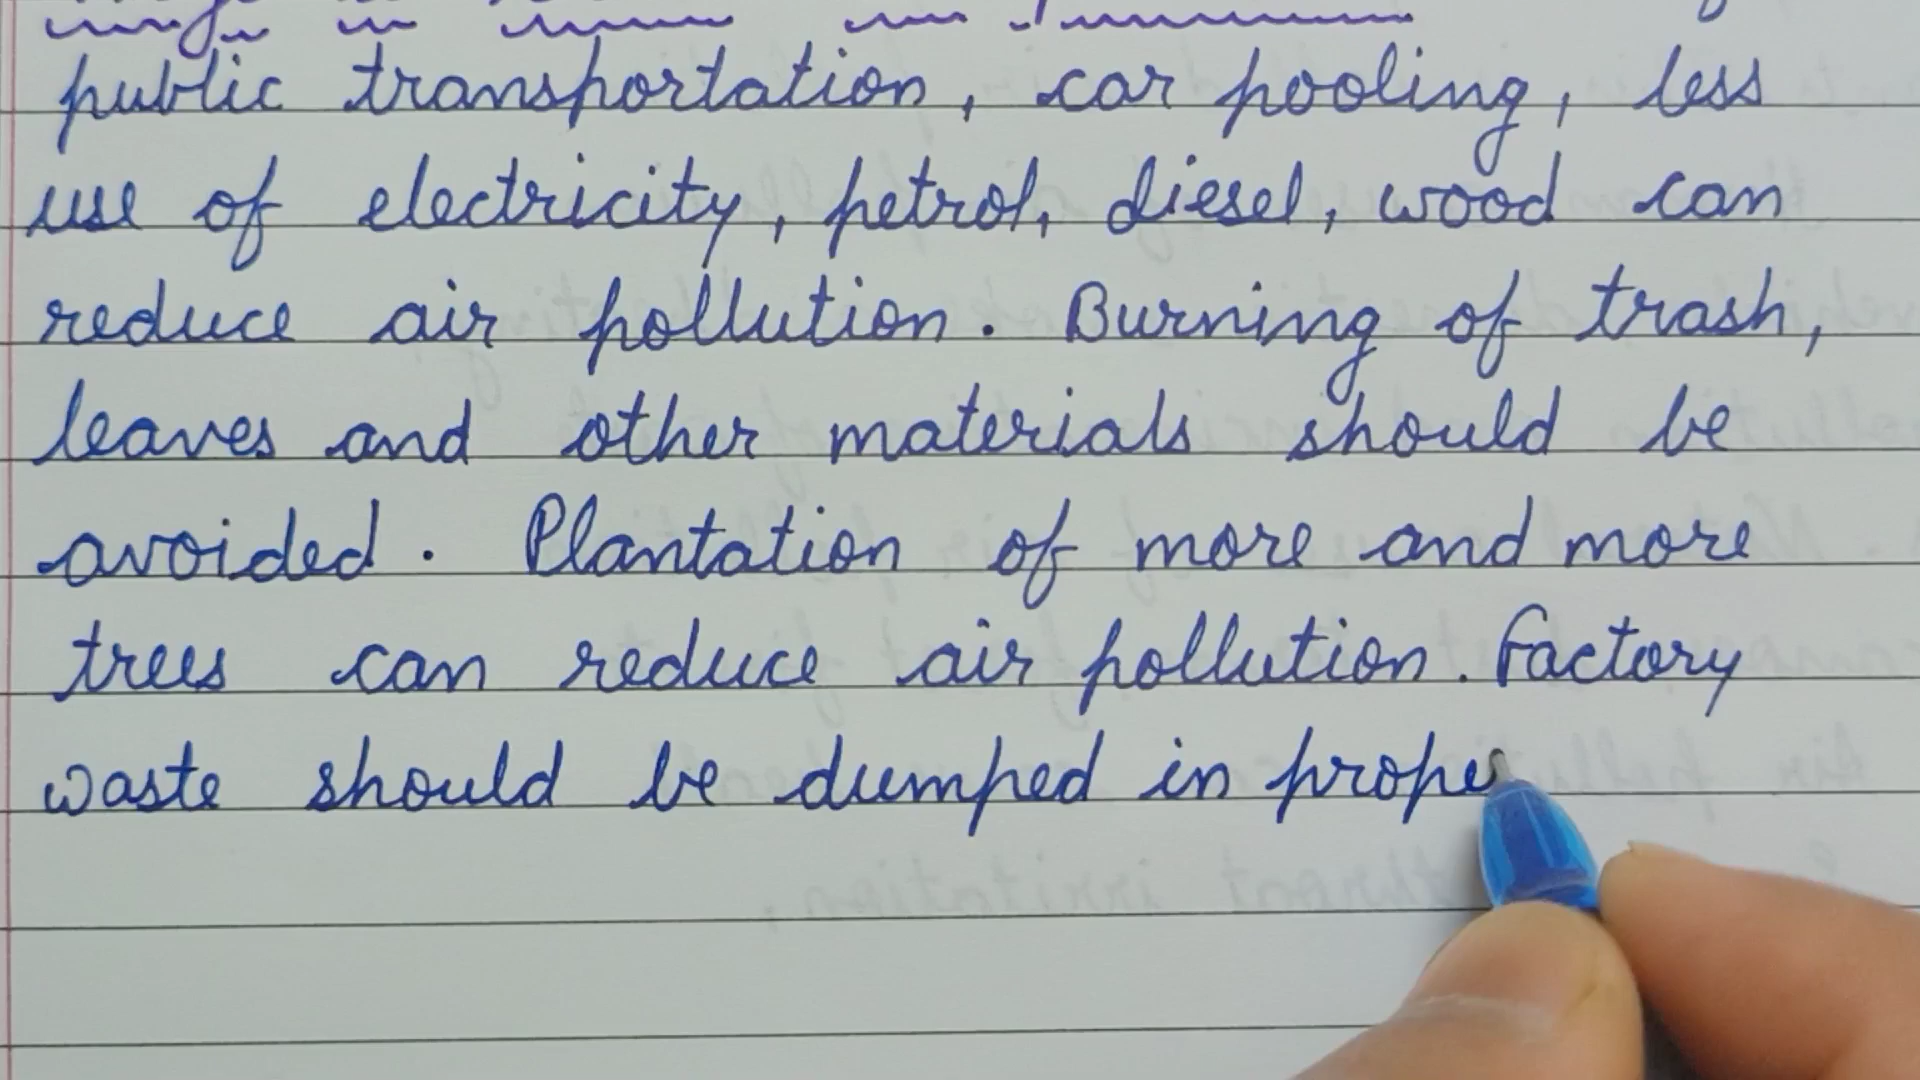 public transportation, car pooling, less
use of electricity, petrol, diesel, wood can
reduce air pollution. Burning of trash,
leaves and other materials should be
avoided. Plantation of more and more
trees can reduce air pollution. Factory
waste should be dumped in prope